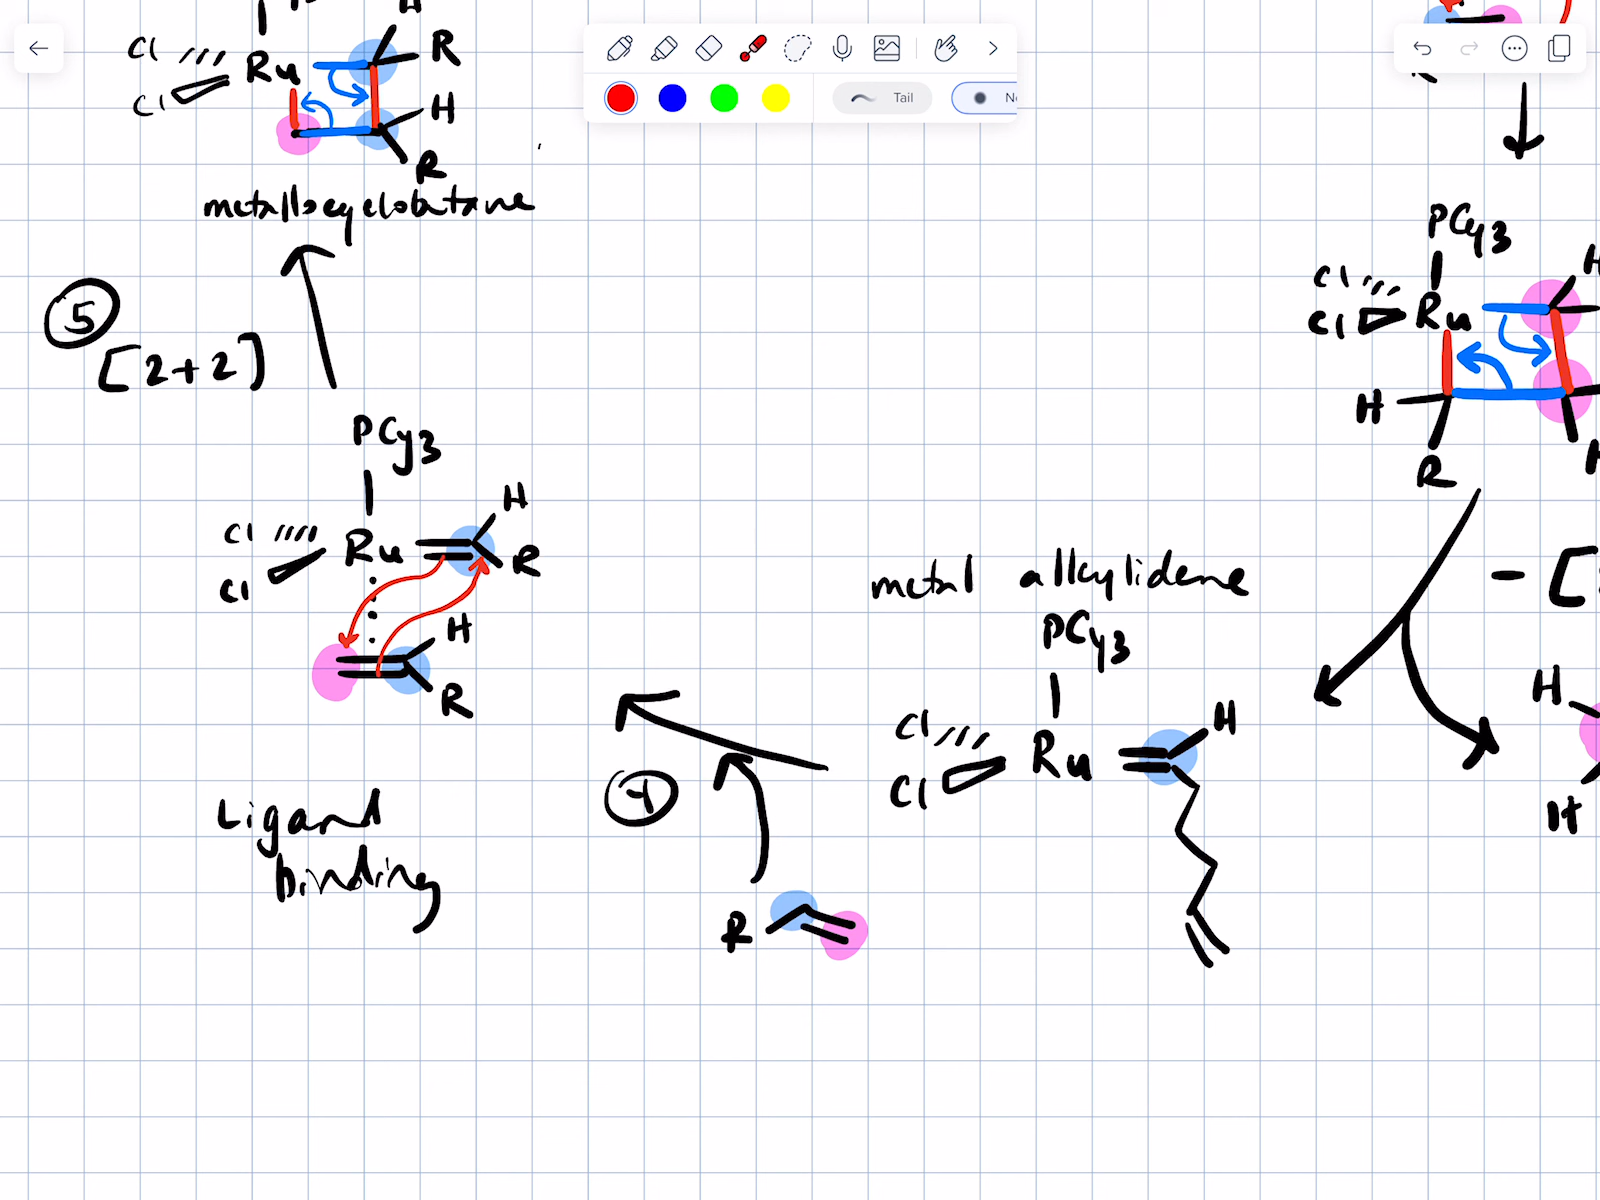 Cl
Ru
R
Cl
H
R
metallocyclobutane
5
[2+2]
PCy3
H
Cl
Ru
R
Cl
H
R
Ligand
binding
4
R
metal alkylidene
PCy3
H
Cl
Ru
Cl
PCy3
Cl
Cl
Ru
H
R
H
H
Tail